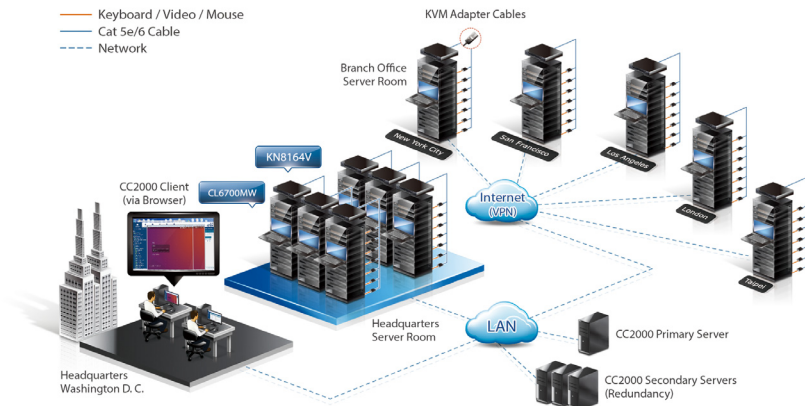 Keyboard / Video / Mouse
Cat 5e/6 Cable
Network
KVM Adapter Cables
Branch Office
Server Room
New York City
San Francisco
Los Angeles
London
Taipei
KN8164V
CL6700MW
CC2000 Client
(via Browser)
Internet
(VPN)
Headquarters
Server Room
LAN
CC2000 Primary Server
CC2000 Secondary Servers
(Redundancy)
Headquarters
Washington D. C.